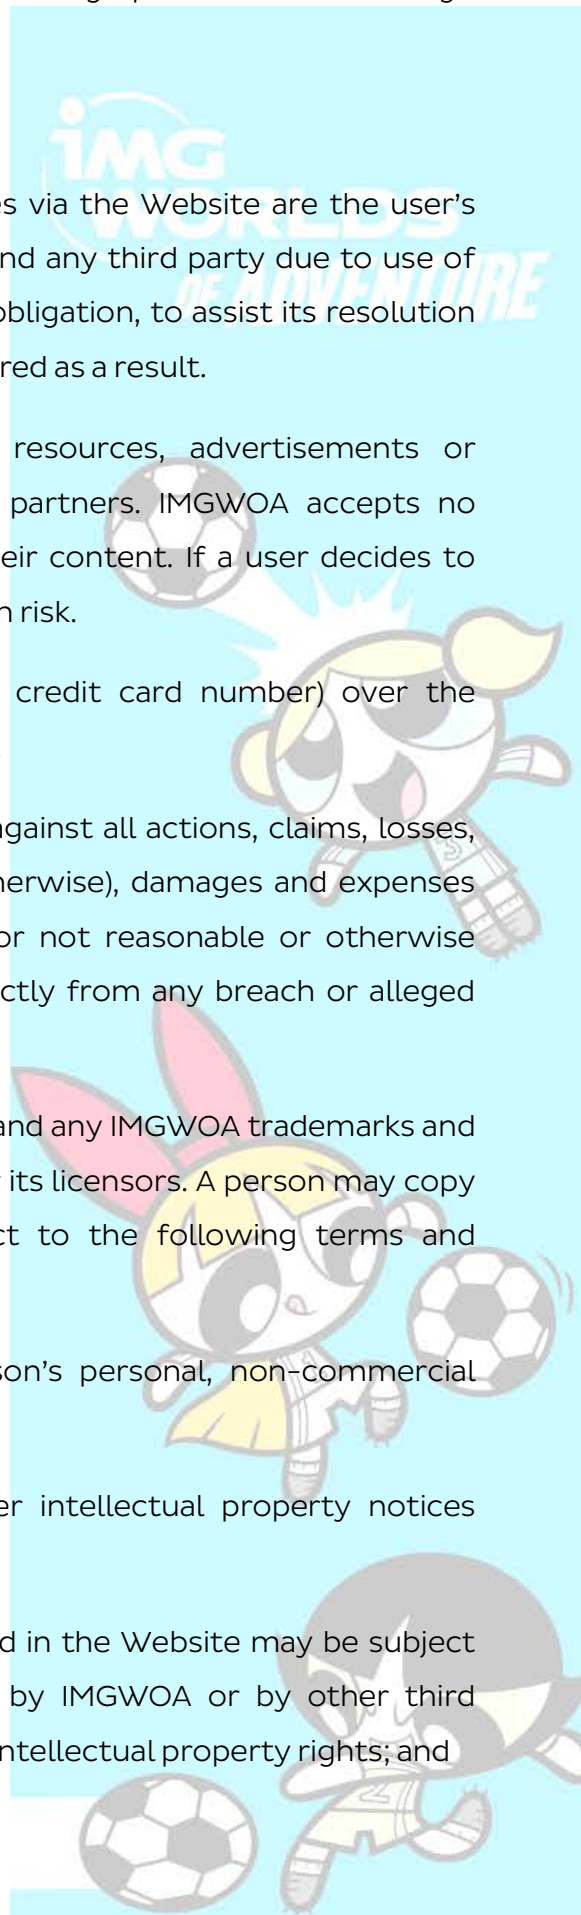 iMG
WORLDS
OF ADVENTURE
s via the Website are the user's
nd any third party due to use of
obligation, to assist its resolution
red as a result.
resources, advertisements or
partners. IMGWOA accepts no
eir content. If a user decides to
n risk.
credit card number) over the
against all actions, claims, losses,
herwise), damages and expenses
or not reasonable or otherwise
ctly from any breach or alleged
and any IMGWOA trademarks and
its licensors. A person may copy
ct to the following terms and
son's personal, non-commercial
er intellectual property notices
d in the Website may be subject
by IMGWOA or by other third
ntellectual property rights; and